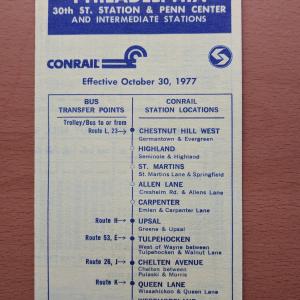 PHILADELPHIA
30th ST. STATION & PENN CENTER
AND INTERMEDIATE STATIONS
CONRAIL
Effective October 30, 1977
BUS
TRANSFER POINTS
CONRAIL
STATION LOCATIONS
Trolley/Bus to or from
Route L, 23
CHESTNUT HILL WEST
Germantown & Evergreen
HIGHLAND
Seminole & Highland
ST. MARTINS
St. Martins Lane & Springfield
ALLEN LANE
Cresheim Rd. & Allens Lane
CARPENTER
Emlen & Carpenter Lane
Route H
UPSAL
Greene & Upsal
Route 53, E
TULPEHOCKEN
West of Wayne between
Tulpehocken & Walnut Lane
Route 26, J
CHELTEN AVENUE
Chelten between
Pulaski & Morris
Route K
QUEEN LANE
Wissahickon & Queen Lane